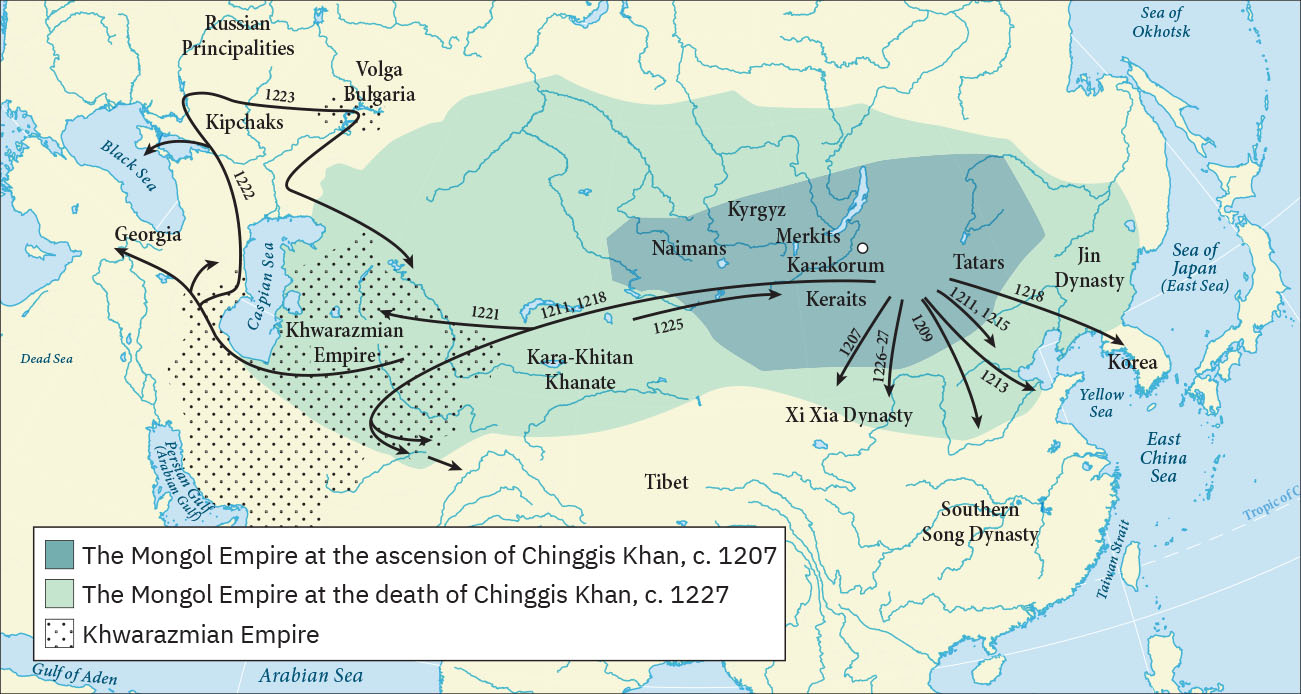 Russian
Principalities
Sea of
Okhotsk
Volga
Bulgaria
1223
Kipchaks
Black Sea
1222
Georgia
Kyrgyz
Merkits
Naimans
Karakorum
Tatars
Jin
Dynasty
Sea of
Japan
(East Sea)
Caspian Sea
Keraits
1218
1211, 1215
1211, 1218
1221
1225
1207
1226–27
1209
1213
Khwarazmian
Empire
Kara-Khitan
Khanate
Dead Sea
Korea
Yellow
Sea
Xi Xia Dynasty
East
China
Sea
Persian Gulf
(Arabian Gulf)
Tibet
Southern
Song Dynasty
Taiwan Strait
Tropic of C
The Mongol Empire at the ascension of Chinggis Khan, c. 1207
The Mongol Empire at the death of Chinggis Khan, c. 1227
Khwarazmian Empire
Gulf of Aden
Arabian Sea